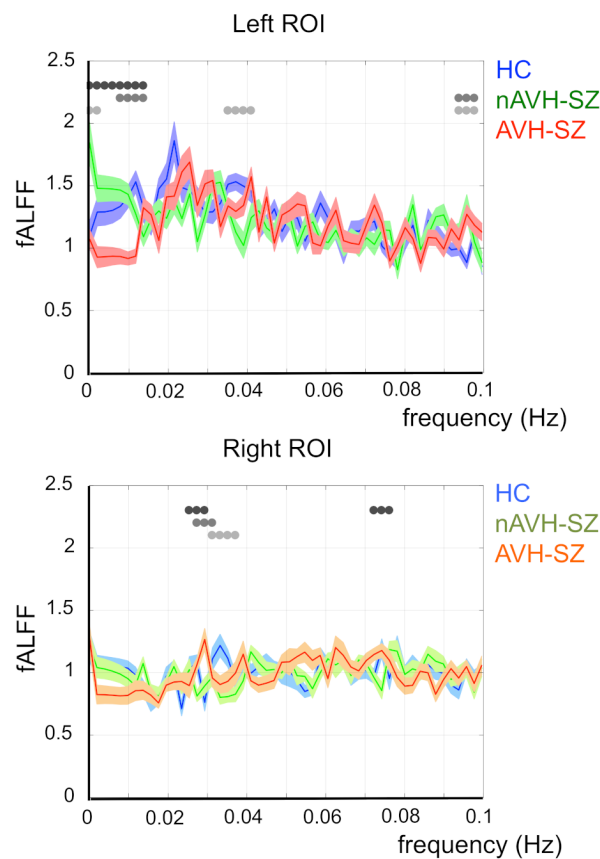 Left ROI
2.5
2
1.5
1
0.5
0
fALFF
0 0.02 0.04 0.06 0.08 0.1
frequency (Hz)
HC
nAVH-SZ
AVH-SZ
Right ROI
2.5
2
1.5
1
0.5
0
fALFF
0 0.02 0.04 0.06 0.08 0.1
frequency (Hz)
HC
nAVH-SZ
AVH-SZ